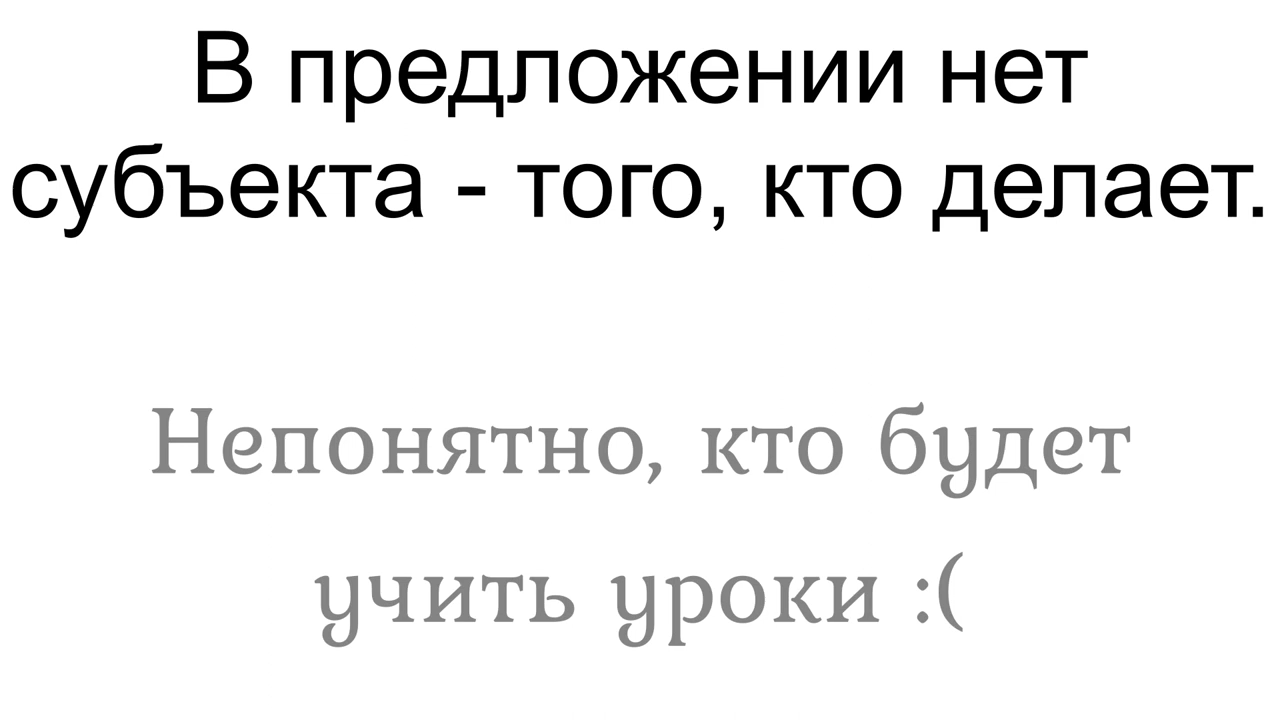 В предложении нет
субъекта - того, кто делает.
Непонятно, кто будет
учить уроки :(